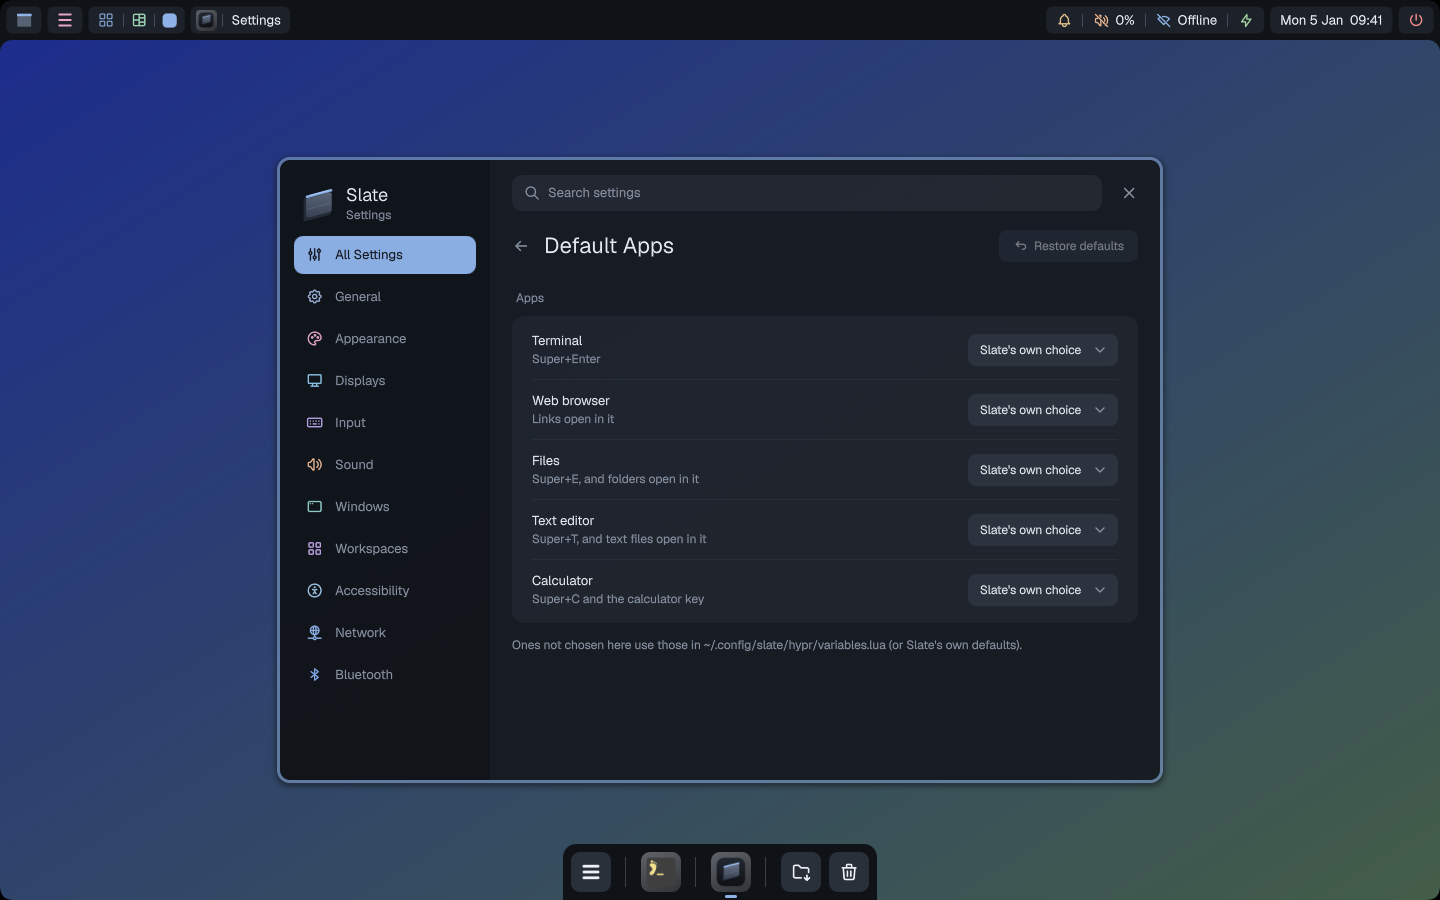 Settings
0%
Offline
Mon 5 Jan 09:41
Slate
Settings
All Settings
General
Appearance
Displays
Input
Sound
Windows
Workspaces
Accessibility
Network
Bluetooth
Search settings
Default Apps
Restore defaults
Apps
Terminal
Super+Enter
Slate's own choice
Web browser
Links open in it
Slate's own choice
Files
Super+E, and folders open in it
Slate's own choice
Text editor
Super+T, and text files open in it
Slate's own choice
Calculator
Super+C and the calculator key
Slate's own choice
Ones not chosen here use those in ~/.config/slate/hypr/variables.lua (or Slate's own defaults).